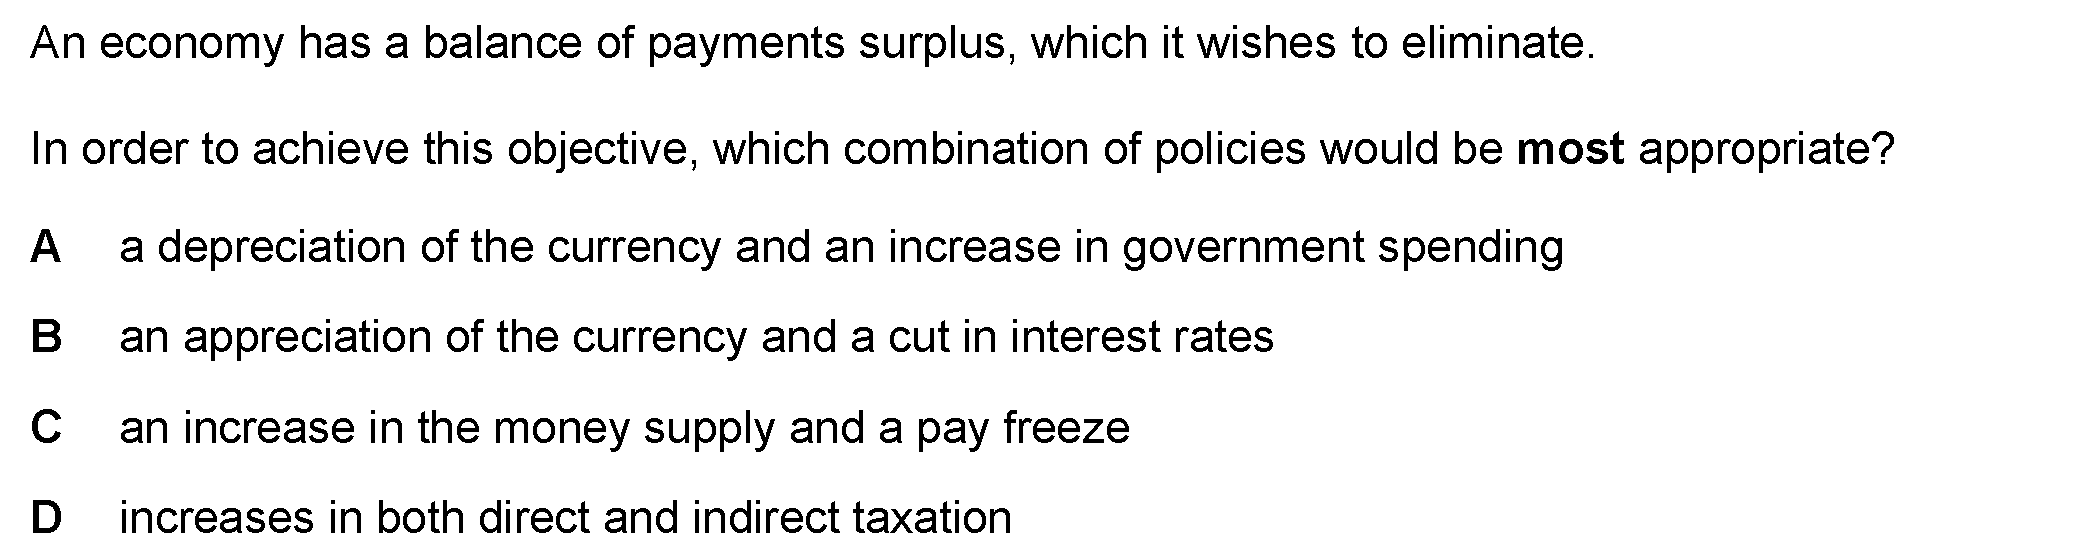 An economy has a balance of payments surplus, which it wishes to eliminate.
In order to achieve this objective, which combination of policies would be most appropriate?
A a depreciation of the currency and an increase in government spending
B an appreciation of the currency and a cut in interest rates
C an increase in the money supply and a pay freeze
D increases in both direct and indirect taxation